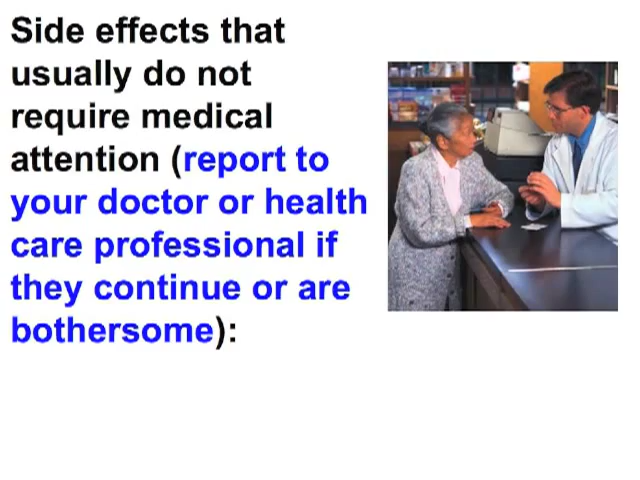 Side effects that
usually do not
require medical
attention (report to
your doctor or health
care professional if
they continue or are
bothersome):